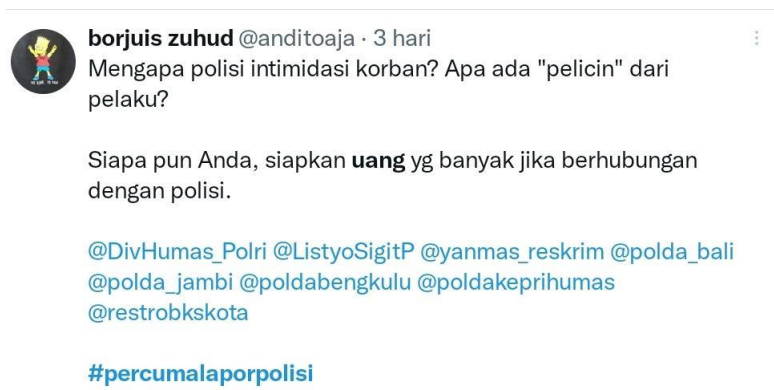 borjuis zuhud @anditoaja · 3 hari
Mengapa polisi intimidasi korban? Apa ada "pelicin" dari
pelaku?
Siapa pun Anda, siapkan uang yg banyak jika berhubungan
dengan polisi.
@DivHumas_Polri @ListyoSigitP @yanmas_reskrim @polda_bali
@polda_jambi @poldabengkulu @poldakeprihumas
@restrobkskota
#percumalaporpolisi